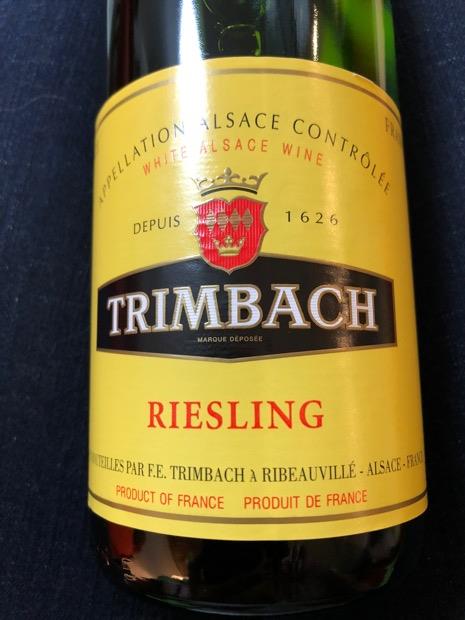 APPELLATION ALSACE CONTRÔLÉE
WHITE ALSACE WINE
DEPUIS 1626
TRIMBACH
MARQUE DÉPOSÉE
RIESLING
PAR F.E. TRIMBACH À RIBEAUVILLÉ - ALSACE -
PRODUCT OF FRANCE PRODUIT DE FRANCE